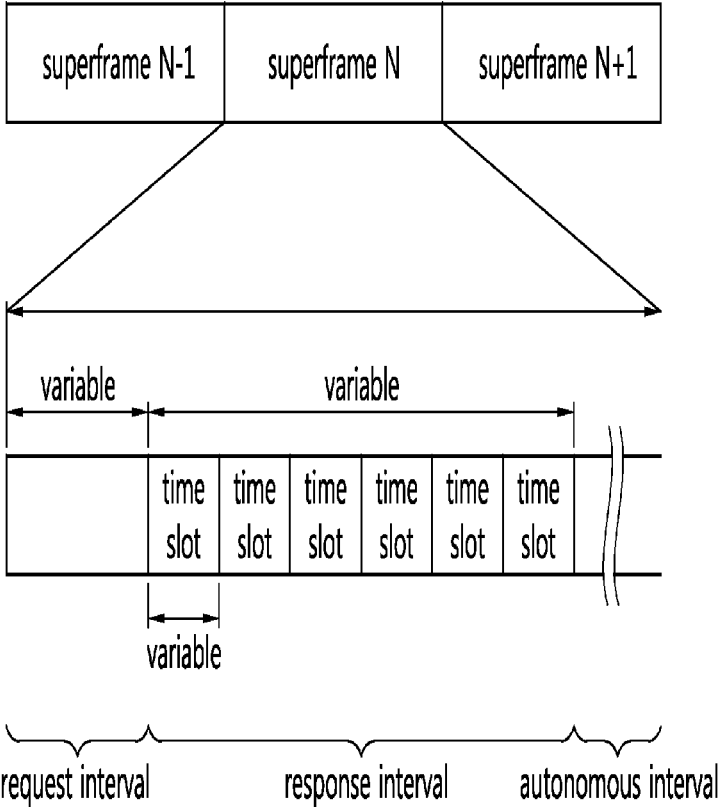 superframe N-1 superframe N superframe N+1
variable variable
time time time time time time
slot slot slot slot slot slot
variable
request interval response interval autonomous interval